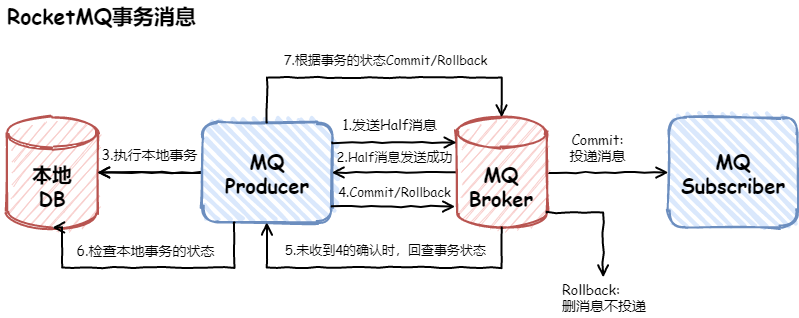 RocketMQ事务消息
7.根据事务的状态Commit/Rollback
1.发送Half消息
3.执行本地事务
2.Half消息发送成功
Commit:
投递消息
本地
DB
MQ
Producer
MQ
Broker
MQ
Subscriber
4.Commit/Rollback
6.检查本地事务的状态
5.未收到4的确认时，回查事务状态
Rollback:
删消息不投递